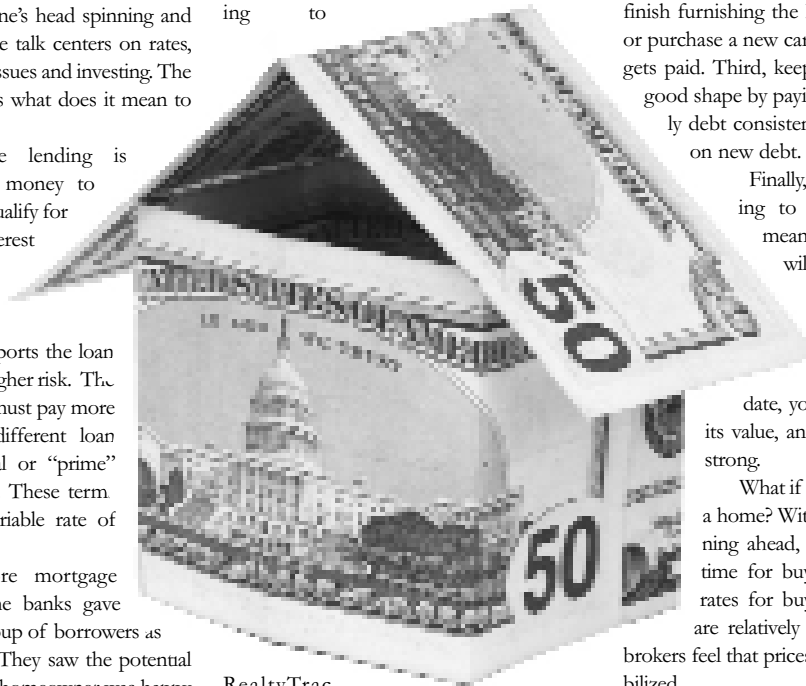 ne's head spinning and
e talk centers on rates,
ssues and investing. The
s what does it mean to
e lending is
money to
ualify for
erest
ports the loan
gher risk. The
must pay more
different loan
l or “prime”
These term
riable rate of
re mortgage
ne banks gave
up of borrowers as
They saw the potential
ing to
RealtyTrac
50
50
finish furnishing the
or purchase a new car
gets paid. Third, keep
good shape by payi
ly debt consisten
on new debt.
Finally,
ing to
mean
wil
date, yo
its value, an
strong.
What if
a home? Wit
ning ahead,
time for buy
rates for buy
are relatively
brokers feel that prices
bilized